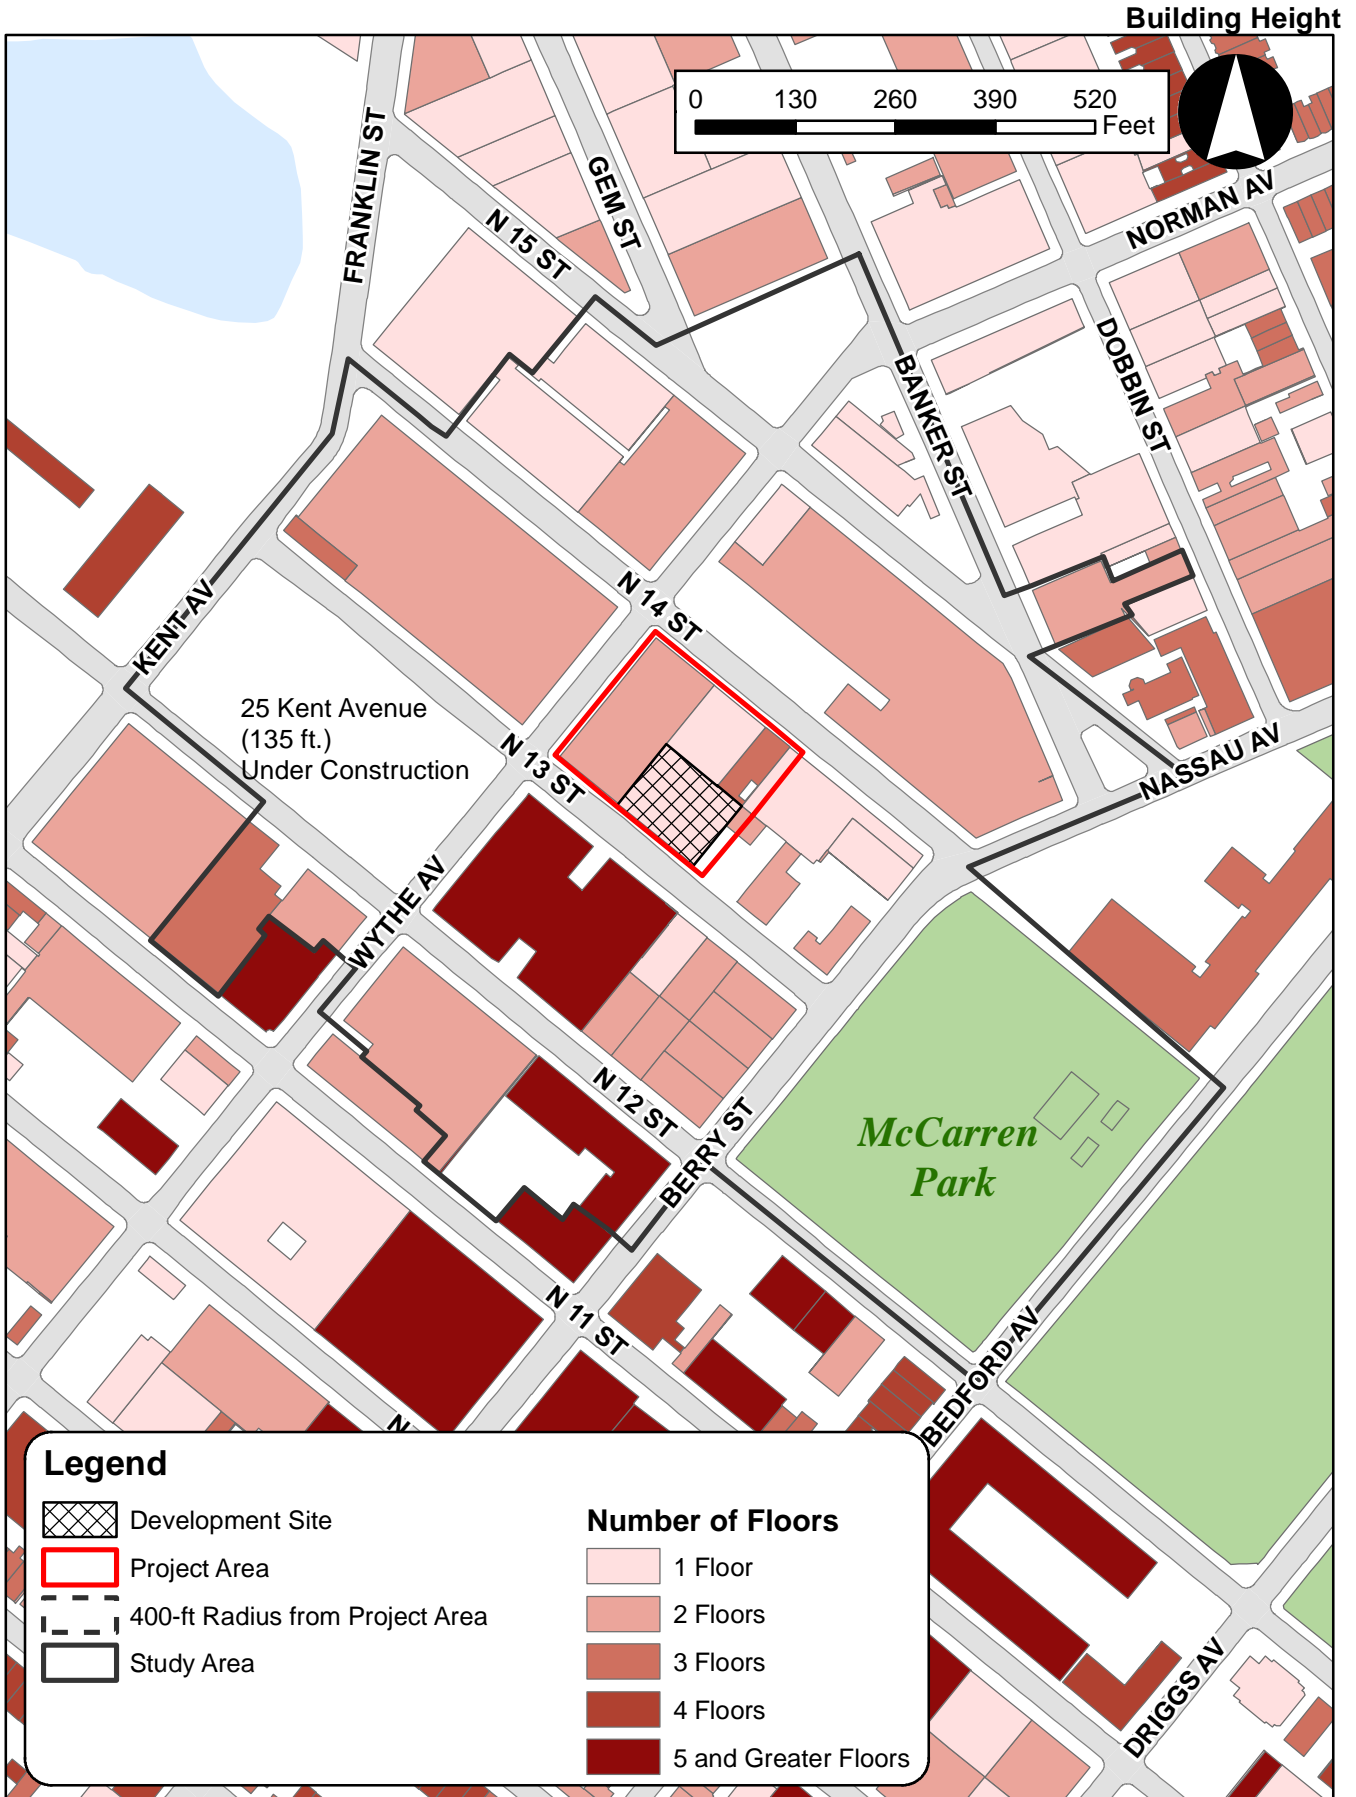 Building Height
0 130 260 390 520
Feet
FRANKLIN ST
GEM ST
N 15 ST
NORMAN AV
DOBBIN ST
BANKER ST
N 14 ST
KENT AV
25 Kent Avenue
(135 ft.)
Under Construction
N 13 ST
NASSAU AV
WYTHE AV
N 12 ST
BERRY ST
McCarren
Park
N 11 ST
BEDFORD AV
N
DRIGGS AV
Legend
Development Site
Project Area
400-ft Radius from Project Area
Study Area
Number of Floors
1 Floor
2 Floors
3 Floors
4 Floors
5 and Greater Floors